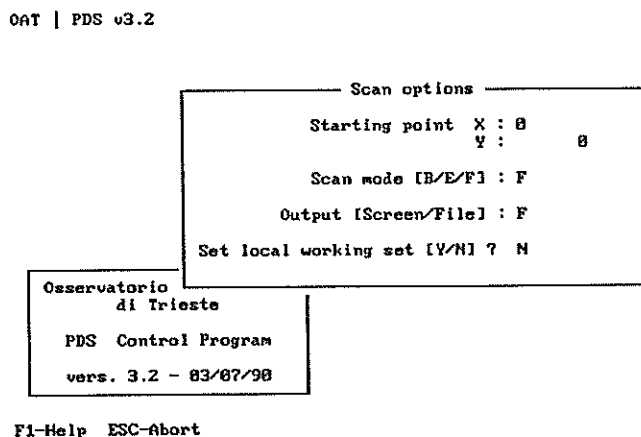 OAT | PDS v3.2
Scan options
Starting point X : 0
Y : 0
Scan mode [B/E/F] : F
Output [Screen/File] : F
Set local working set [Y/N] ? N
Osservatorio
di Trieste
PDS Control Program
vers. 3.2 - 03/07/90
F1-Help ESC-Abort